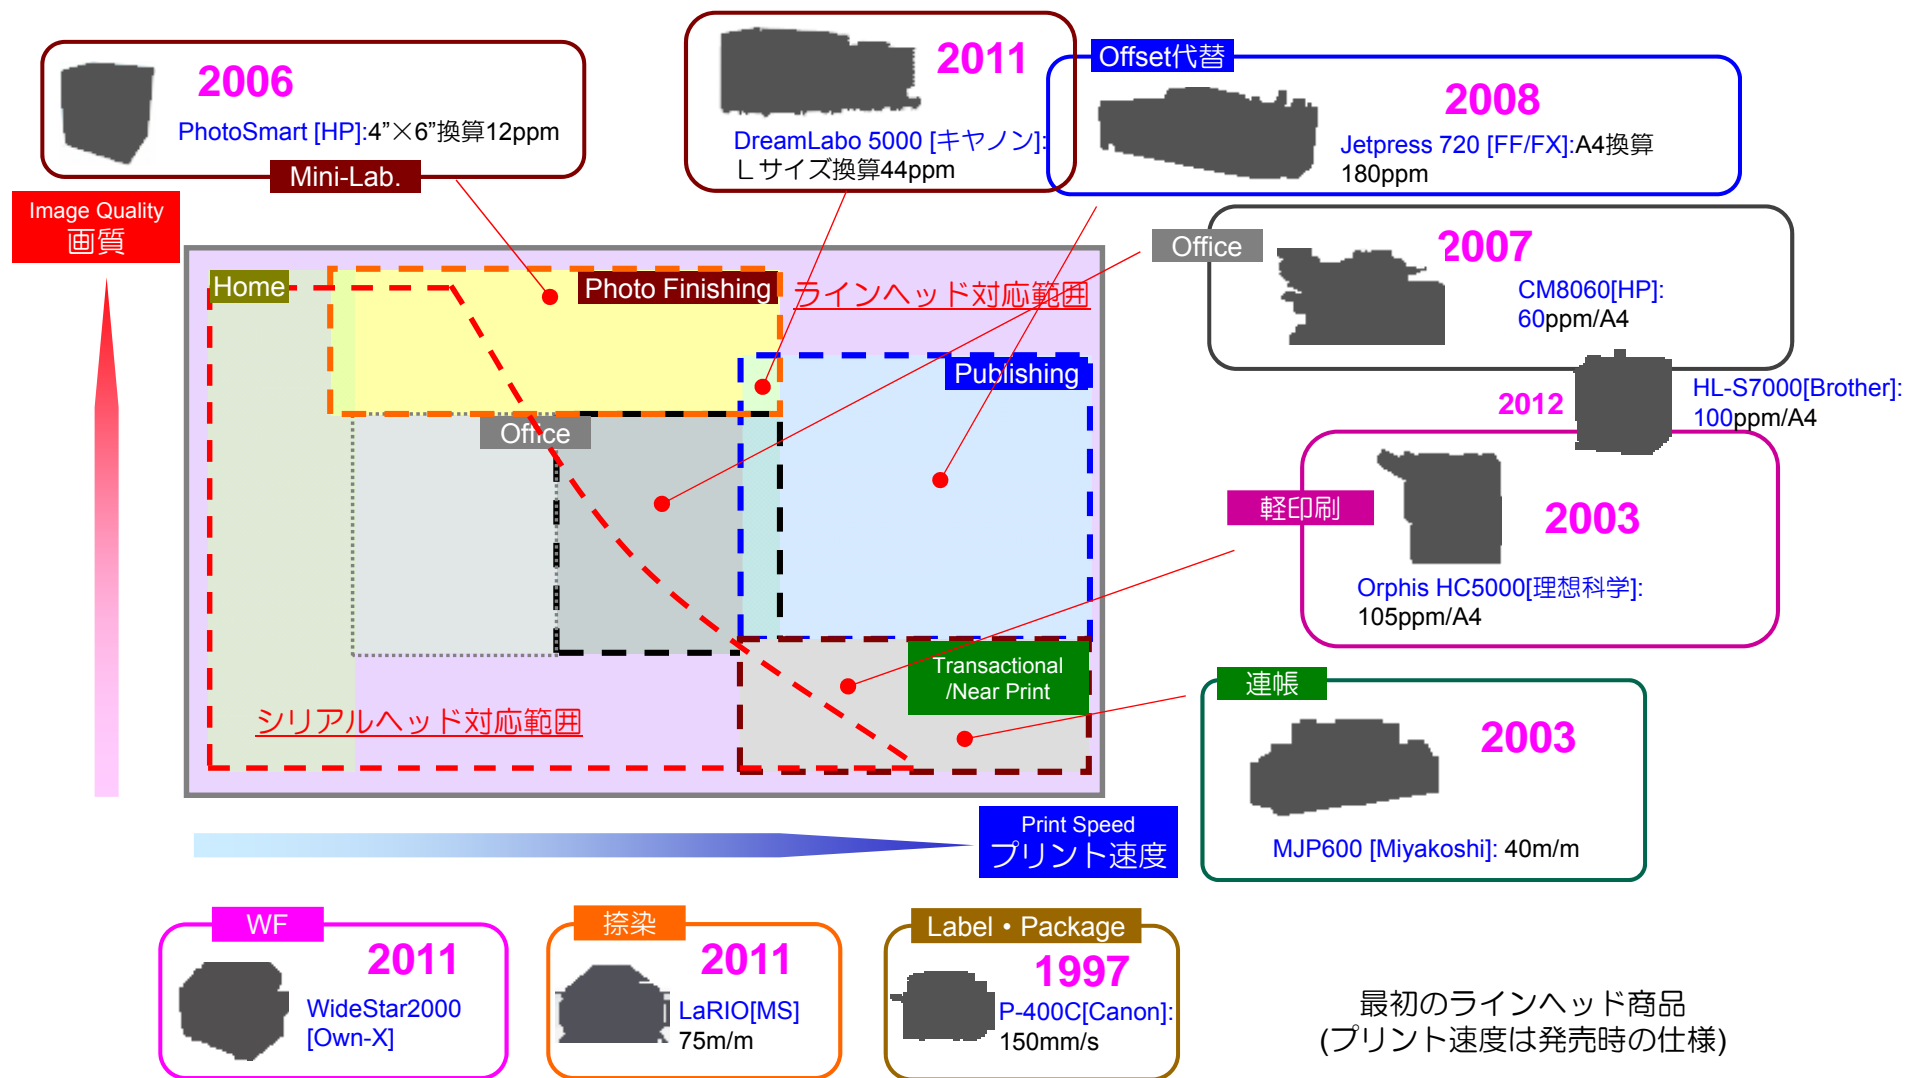 2006
PhotoSmart [HP]:4”×6”換算12ppm
Mini-Lab.
2011
DreamLabo 5000 [キヤノン]:
Lサイズ換算44ppm
Offset代替
2008
Jetpress 720 [FF/FX]:A4換算
180ppm
Image Quality
画質
Office
2007
CM8060[HP]:
60ppm/A4
Home
Photo Finishing
ラインヘッド対応範囲
Publishing
2012
HL-S7000[Brother]:
100ppm/A4
Office
軽印刷
2003
Orphis HC5000[理想科学]:
105ppm/A4
Transactional
/Near Print
シリアルヘッド対応範囲
連帳
2003
MJP600 [Miyakoshi]: 40m/m
Print Speed
プリント速度
WF
2011
WideStar2000
[Own-X]
捺染
2011
LaRIO[MS]
75m/m
Label・Package
1997
P-400C[Canon]:
150mm/s
最初のラインヘッド商品
(プリント速度は発売時の仕様)